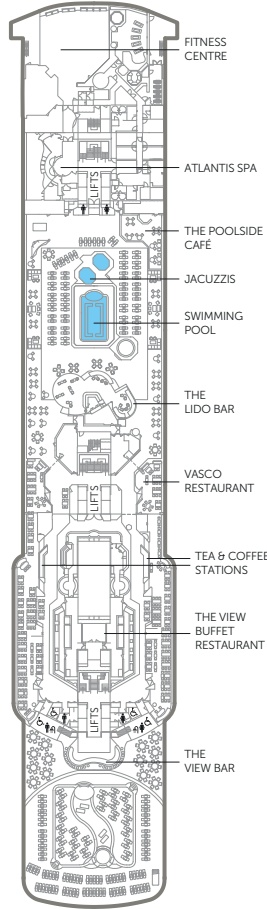 FITNESS
CENTRE
ATLANTIS SPA
LIFTS
THE POOLSIDE
CAFÉ
JACUZZIS
SWIMMING
POOL
THE
LIDO BAR
VASCO
RESTAURANT
LIFTS
TEA & COFFEE
STATIONS
THE VIEW
BUFFET
RESTAURANT
LIFTS
THE
VIEW BAR